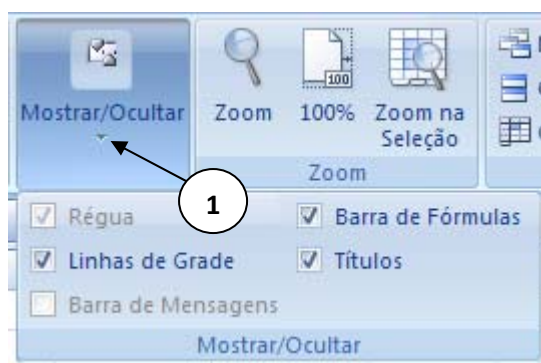 Mostrar/Ocultar
Zoom
100
100%
Zoom na
Seleção
Zoom
1
Régua
Barra de Fórmulas
Linhas de Grade
Títulos
Barra de Mensagens
Mostrar/Ocultar